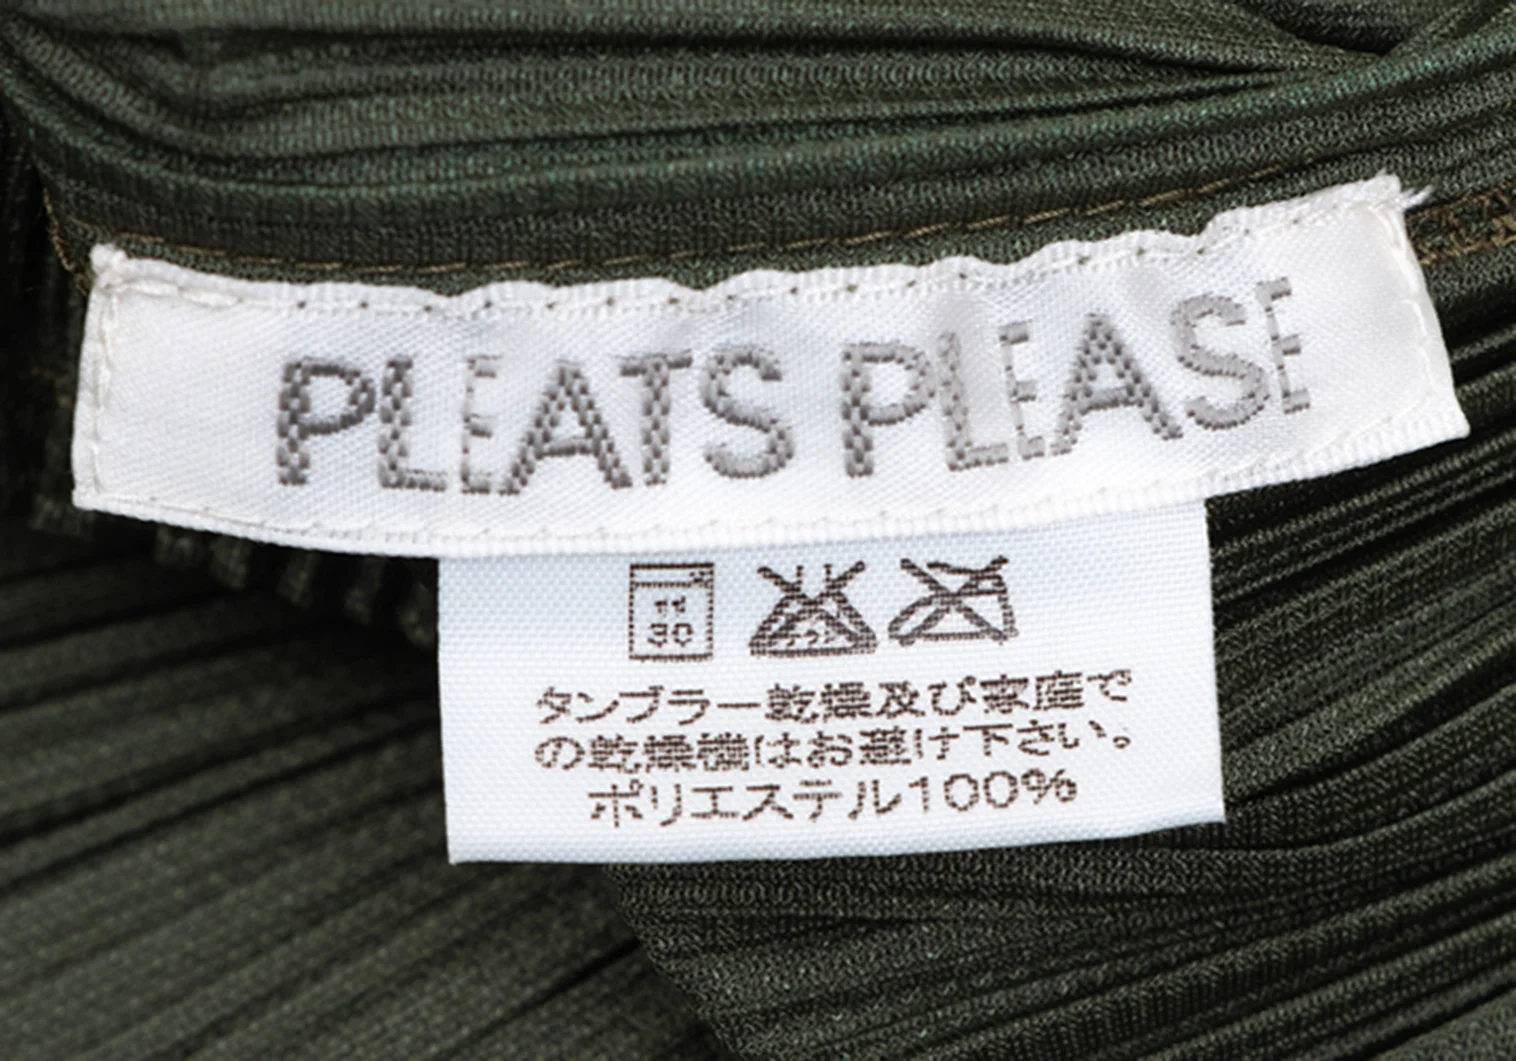 PLEATS PLEASE
30
タンブラー乾燥及び家庭で
の乾燥機はお避け下さい。
ポリエステル100%